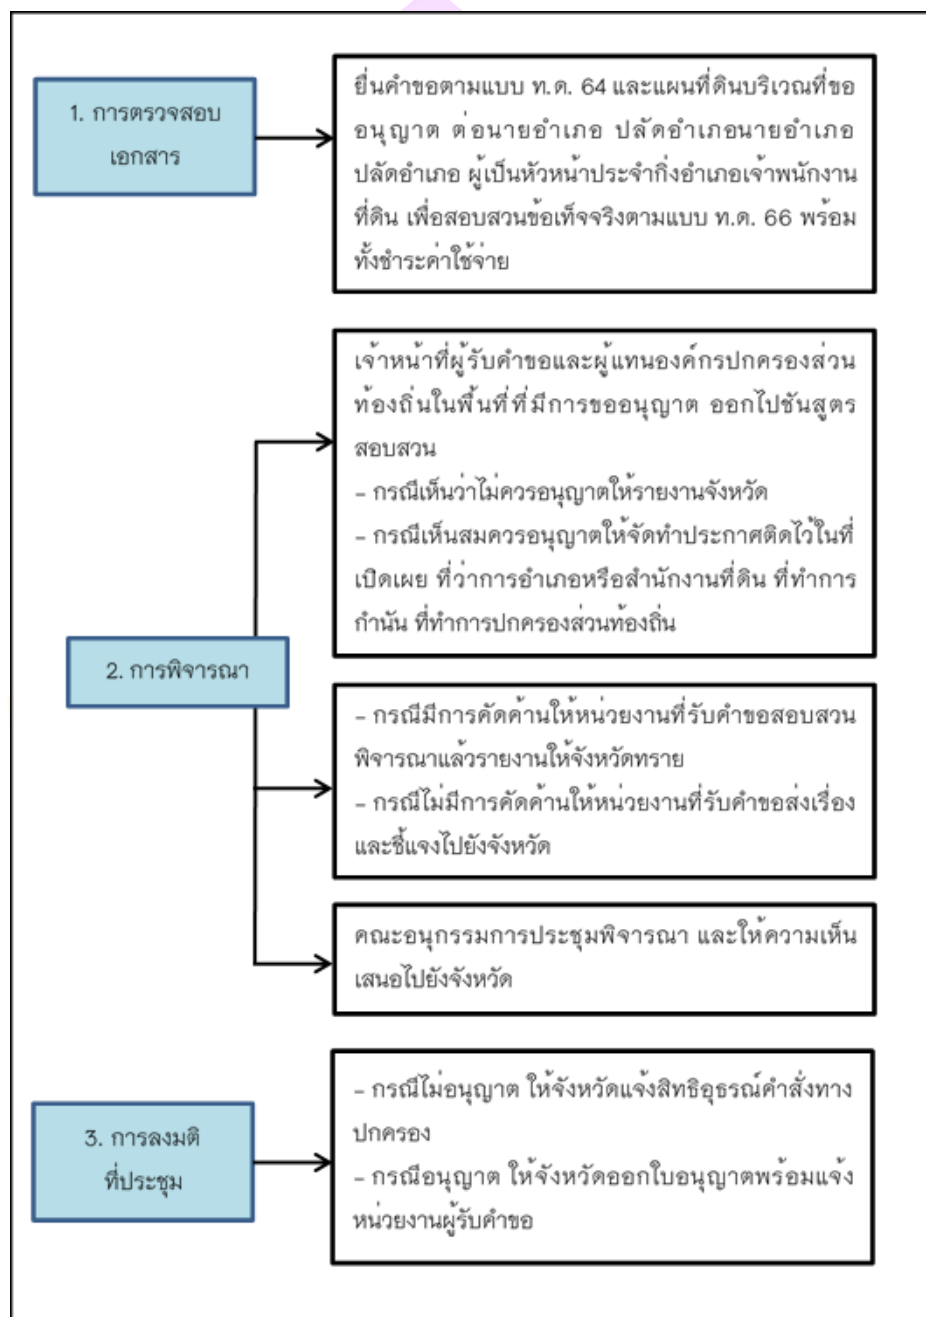 1. การตรวจสอบ
เอกสาร
ยื่นคำขอตามแบบ ท.ด. 64 และแผนที่ดินบริเวณที่ขอ
อนุญาต ต่อนายอำเภอ ปลัดอำเภอนายอำเภอ
ปลัดอำเภอ ผู้เป็นหัวหน้าประจำกิ่งอำเภอเจ้าพนักงาน
ที่ดิน เพื่อสอบสวนข้อเท็จจริงตามแบบ ท.ด. 66 พร้อม
ทั้งชำระค่าใช้จ่าย
2. การพิจารณา
เจ้าหน้าที่ผู้รับคำขอและผู้แทนองค์กรปกครองส่วน
ท้องถิ่นในพื้นที่ที่มีการขออนุญาต ออกไปชันสูตร
สอบสวน
- กรณีเห็นว่าไม่ควรอนุญาตให้รายงานจังหวัด
- กรณีเห็นสมควรอนุญาตให้จัดทำประกาศติดไว้ในที่
เปิดเผย ที่ว่าการอำเภอหรือสำนักงานที่ดิน ที่ทำการ
กำนัน ที่ทำการปกครองส่วนท้องถิ่น
- กรณีมีการคัดค้านให้หน่วยงานที่รับคำขอสอบสวน
พิจารณาแล้วรายงานให้จังหวัดทราย
- กรณีไม่มีการคัดค้านให้หน่วยงานที่รับคำขอส่งเรื่อง
และชี้แจงไปยังจังหวัด
คณะอนุกรรมการประชุมพิจารณา และให้ความเห็น
เสนอไปยังจังหวัด
3. การลงมติ
ที่ประชุม
- กรณีไม่อนุญาต ให้จังหวัดแจ้งสิทธิอุธรณ์คำสั่งทาง
ปกครอง
- กรณีอนุญาต ให้จังหวัดออกใบอนุญาตพร้อมแจ้ง
หน่วยงานผู้รับคำขอ